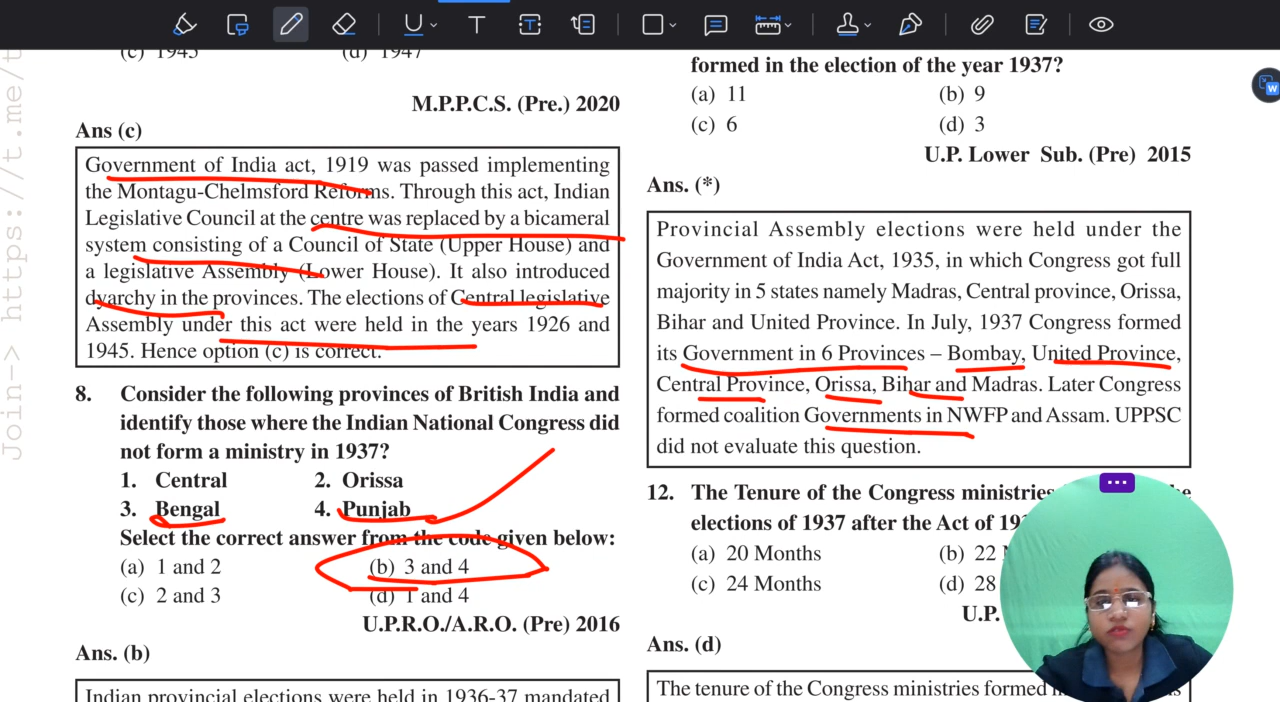 Join-> https://t.me/t
(c) 1945 (d) 1947
M.P.P.C.S. (Pre.) 2020
Ans (c)
Government of India act, 1919 was passed implementing
the Montagu-Chelmsford Reforms. Through this act, Indian
Legislative Council at the centre was replaced by a bicameral
system consisting of a Council of State (Upper House) and
a legislative Assembly (Lower House). It also introduced
dyarchy in the provinces. The elections of Central legislative
Assembly under this act were held in the years 1926 and
1945. Hence option (c) is correct.
8. Consider the following provinces of British India and
identify those where the Indian National Congress did
not form a ministry in 1937?
1. Central 2. Orissa
3. Bengal 4. Punjab
Select the correct answer from the code given below:
(a) 1 and 2 (b) 3 and 4
(c) 2 and 3 (d) 1 and 4
U.P.R.O./A.R.O. (Pre) 2016
Ans. (b)
Indian provincial elections were held in 1936-37 mandated
formed in the election of the year 1937?
(a) 11 (b) 9
(c) 6 (d) 3
U.P. Lower Sub. (Pre) 2015
Ans. (*)
Provincial Assembly elections were held under the
Government of India Act, 1935, in which Congress got full
majority in 5 states namely Madras, Central province, Orissa,
Bihar and United Province. In July, 1937 Congress formed
its Government in 6 Provinces – Bombay, United Province,
Central Province, Orissa, Bihar and Madras. Later Congress
formed coalition Governments in NWFP and Assam. UPPSC
did not evaluate this question.
12. The Tenure of the Congress ministries
elections of 1937 after the Act of
(a) 20 Months (b) 22
(c) 24 Months (d) 28
U.P.
Ans. (d)
The tenure of the Congress ministries formed